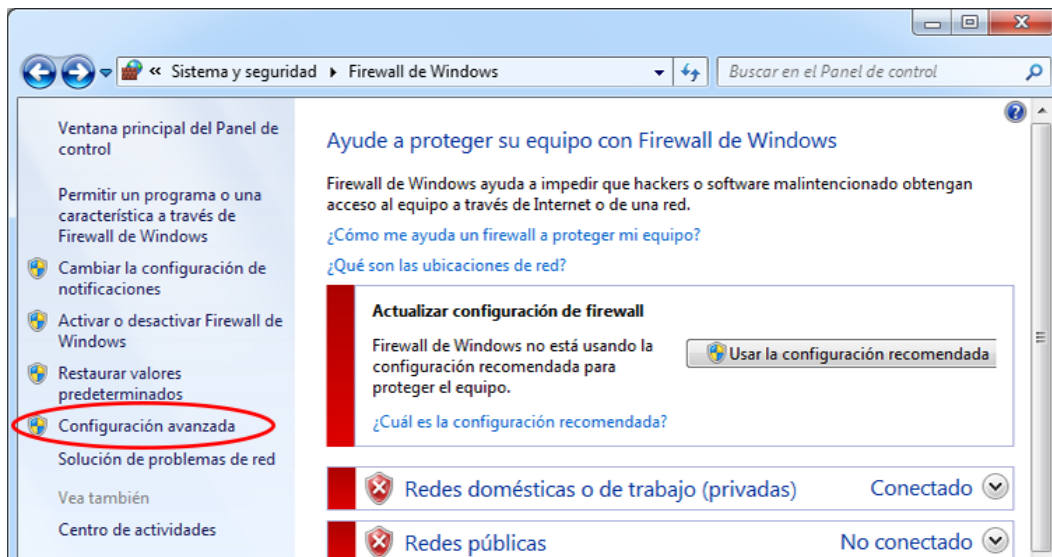 « Sistema y seguridad ▸ Firewall de Windows
Buscar en el Panel de control
Ventana principal del Panel de
control
Permitir un programa o una
característica a través de
Firewall de Windows
Cambiar la configuración de
notificaciones
Activar o desactivar Firewall de
Windows
Restaurar valores
predeterminados
Configuración avanzada
Solución de problemas de red
Vea también
Centro de actividades
Ayude a proteger su equipo con Firewall de Windows
Firewall de Windows ayuda a impedir que hackers o software malintencionado obtengan
acceso al equipo a través de Internet o de una red.
¿Cómo me ayuda un firewall a proteger mi equipo?
¿Qué son las ubicaciones de red?
Actualizar configuración de firewall
Firewall de Windows no está usando la
configuración recomendada para
proteger el equipo.
Usar la configuración recomendada
¿Cuál es la configuración recomendada?
Redes domésticas o de trabajo (privadas) Conectado
Redes públicas No conectado